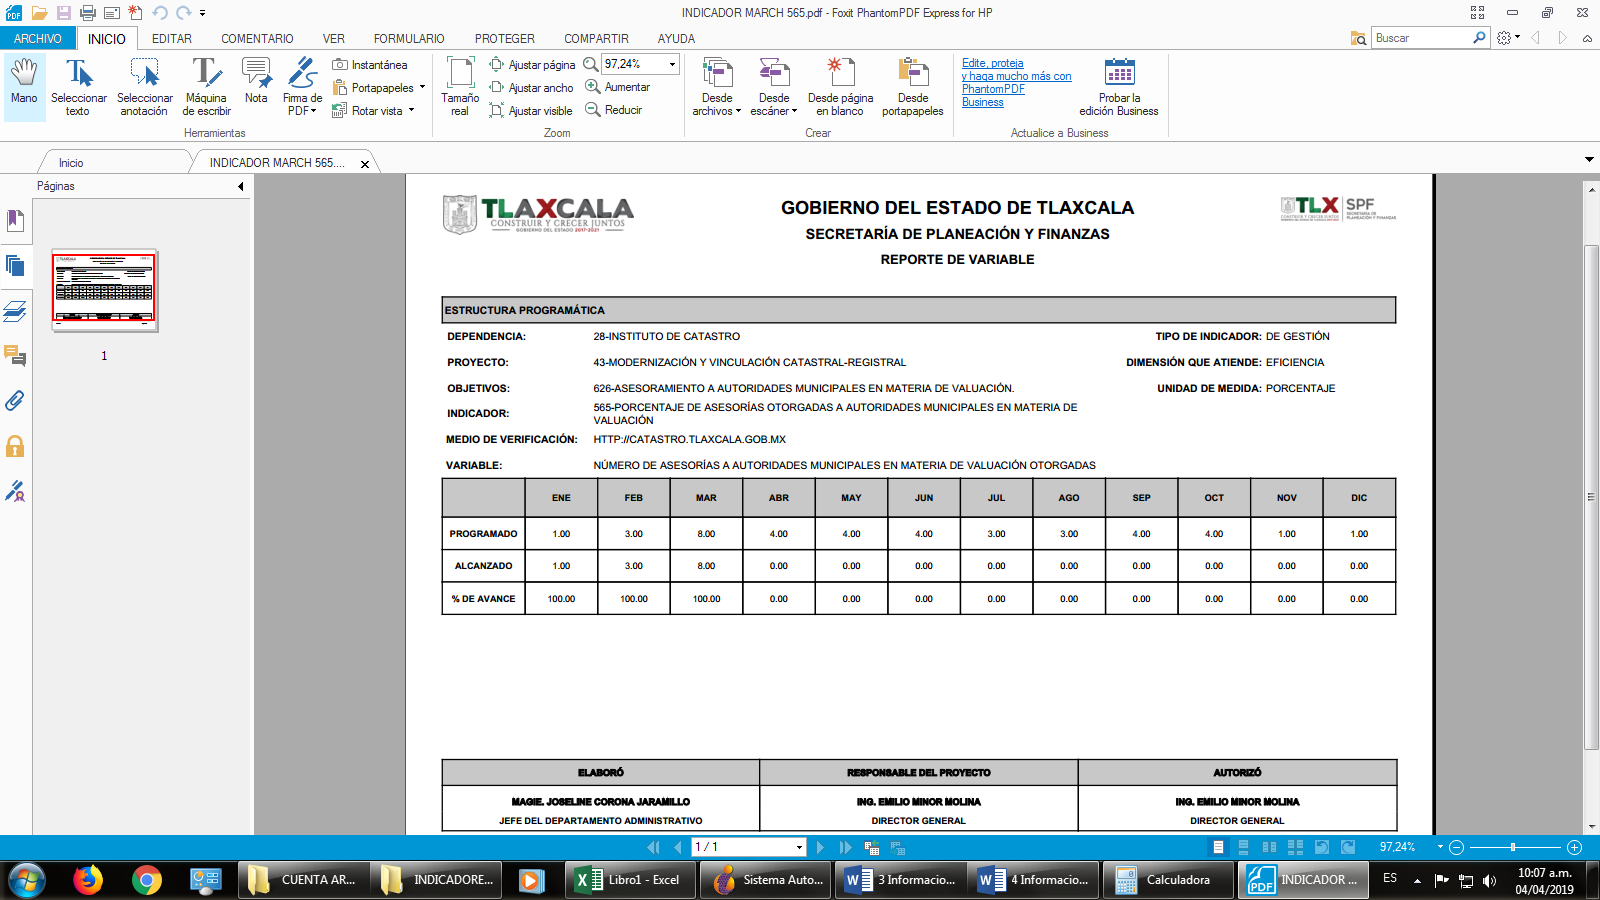 INDICADOR MARCH 565.pdf - Foxit PhantomPDF Express for HP
ARCHIVO INICIO EDITAR COMENTARIO VER FORMULARIO PROTEGER COMPARTIR AYUDA Buscar
Mano
Seleccionar texto
Seleccionar anotación
Máquina de escribir
Nota
Firma de PDF
Instantánea
Portapapeles
Rotar vista
Herramientas
Tamaño real
Ajustar página
Ajustar ancho
Ajustar visible
97,24%
Aumentar
Reducir
Zoom
Desde archivos
Desde escáner
Desde página en blanco
Desde portapapeles
Crear
Edite, proteja
y haga mucho más con
PhantomPDF
Business
Probar la edición Business
Actualice a Business
Inicio INDICADOR MARCH 565....
Páginas
1
TLAXCALA
CONSTRUIR Y CRECER JUNTOS
GOBIERNO DEL ESTADO 2017-2021
GOBIERNO DEL ESTADO DE TLAXCALA
SECRETARÍA DE PLANEACIÓN Y FINANZAS
REPORTE DE VARIABLE
TLX SPF
ESTRUCTURA PROGRAMÁTICA
DEPENDENCIA: 28-INSTITUTO DE CATASTRO TIPO DE INDICADOR: DE GESTIÓN
PROYECTO: 43-MODERNIZACIÓN Y VINCULACIÓN CATASTRAL-REGISTRAL DIMENSIÓN QUE ATIENDE: EFICIENCIA
OBJETIVOS: 626-ASESORAMIENTO A AUTORIDADES MUNICIPALES EN MATERIA DE VALUACIÓN. UNIDAD DE MEDIDA: PORCENTAJE
INDICADOR: 565-PORCENTAJE DE ASESORÍAS OTORGADAS A AUTORIDADES MUNICIPALES EN MATERIA DE
VALUACIÓN
MEDIO DE VERIFICACIÓN: HTTP://CATASTRO.TLAXCALA.GOB.MX
VARIABLE: NÚMERO DE ASESORÍAS A AUTORIDADES MUNICIPALES EN MATERIA DE VALUACIÓN OTORGADAS
ENE FEB MAR ABR MAY JUN JUL AGO SEP OCT NOV DIC
PROGRAMADO 1.00 3.00 8.00 4.00 4.00 4.00 3.00 3.00 4.00 4.00 1.00 1.00
ALCANZADO 1.00 3.00 8.00 0.00 0.00 0.00 0.00 0.00 0.00 0.00 0.00 0.00
% DE AVANCE 100.00 100.00 100.00 0.00 0.00 0.00 0.00 0.00 0.00 0.00 0.00 0.00
ELABORÓ RESPONSABLE DEL PROYECTO AUTORIZÓ
MAGIE. JOSELINE CORONA JARAMILLO ING. EMILIO MINOR MOLINA ING. EMILIO MINOR MOLINA
JEFE DEL DEPARTAMENTO ADMINISTRATIVO DIRECTOR GENERAL DIRECTOR GENERAL
1 / 1 97,24%
CUENTA AR... INDICADORE... Libro1 - Excel Sistema Auto... 3 Informacio... 4 Informacio... Calculadora INDICADOR ... ES 10:07 a.m.
04/04/2019